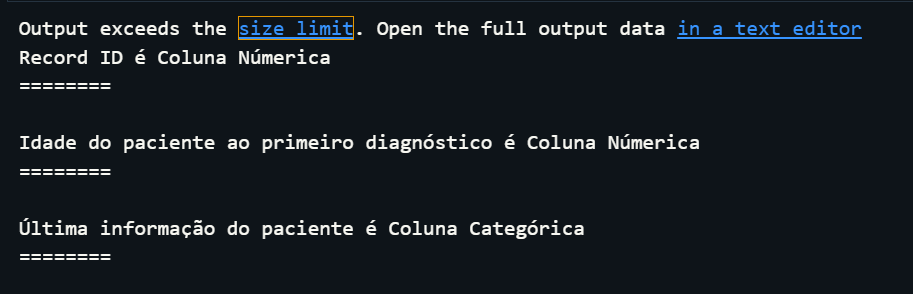 Output exceeds the size limit. Open the full output data in a text editor
Record ID é Coluna Númerica
========
Idade do paciente ao primeiro diagnóstico é Coluna Númerica
========
Última informação do paciente é Coluna Categórica
========